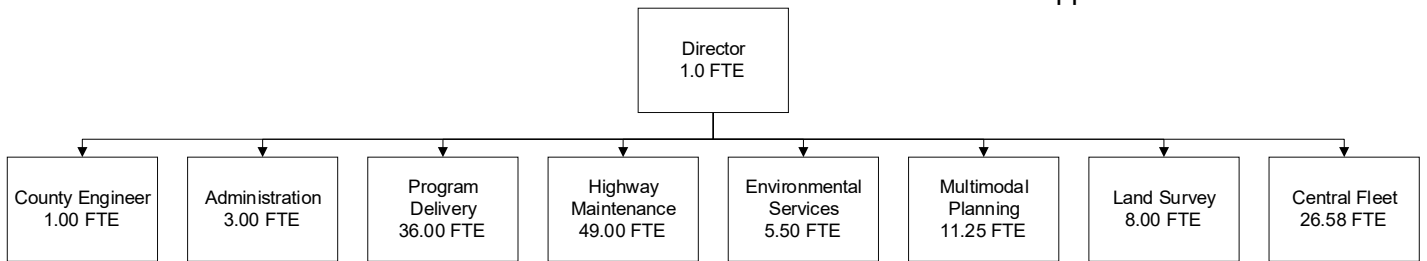 Director
1.0 FTE
County Engineer
1.00 FTE
Administration
3.00 FTE
Program
Delivery
36.00 FTE
Highway
Maintenance
49.00 FTE
Environmental
Services
5.50 FTE
Multimodal
Planning
11.25 FTE
Land Survey
8.00 FTE
Central Fleet
26.58 FTE